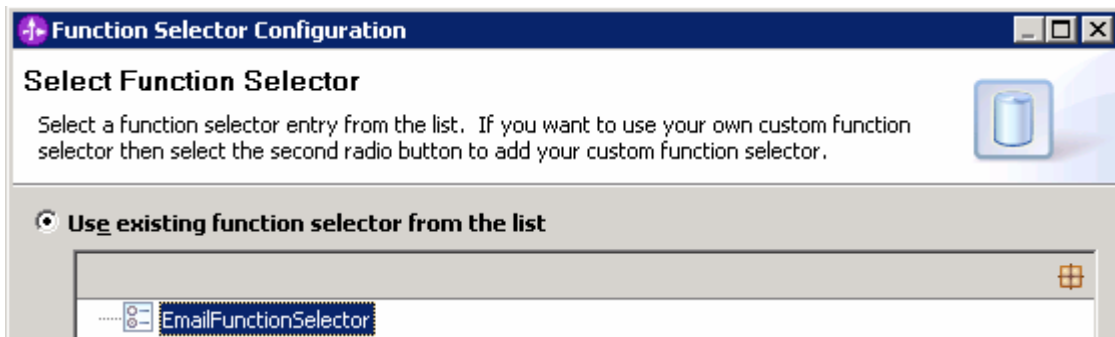 Function Selector Configuration
Select Function Selector
Select a function selector entry from the list. If you want to use your own custom function
selector then select the second radio button to add your custom function selector.
Use existing function selector from the list
EmailFunctionSelector